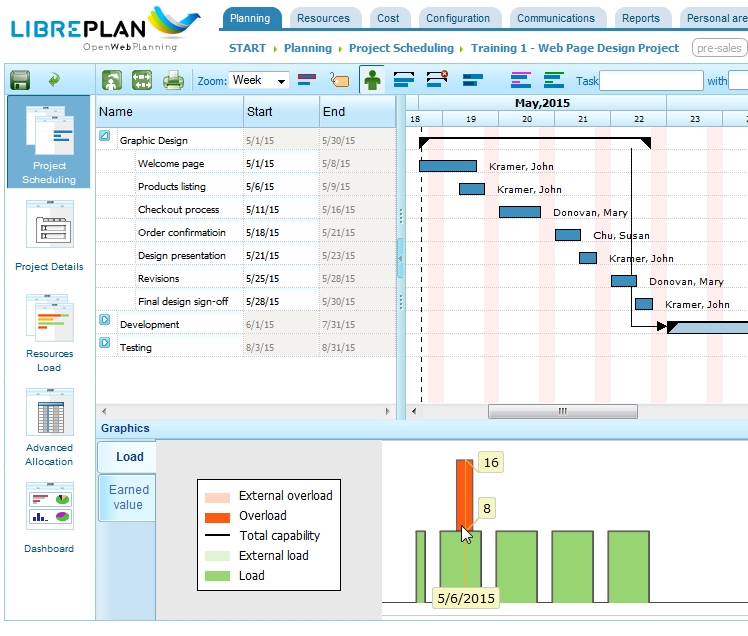 LIBREPLAN
OpenWebPlanning
Planning Resources Cost Configuration Communications Reports Personal are
START Planning Project Scheduling Training 1 - Web Page Design Project pre-sales
Zoom: Week Task with
Project
Scheduling
Project Details
Resources
Load
Advanced
Allocation
Dashboard
Name Start End
Graphic Design 5/1/15 5/30/15
Welcome page 5/1/15 5/8/15
Products listing 5/6/15 5/9/15
Checkout process 5/11/15 5/16/15
Order confirmatioin 5/18/15 5/21/15
Design presentation 5/21/15 5/23/15
Revisions 5/25/15 5/28/15
Final design sign-off 5/28/15 5/30/15
Development 6/1/15 7/31/15
Testing 8/3/15 8/31/15
May,2015
18 19 20 21 22 23
Kramer, John
Kramer, John
Donovan, Mary
Chu, Susan
Kramer, John
Donovan, Mary
Kramer, John
Graphics
Load
Earned
value
External overload
Overload
Total capability
External load
Load
16
8
5/6/2015